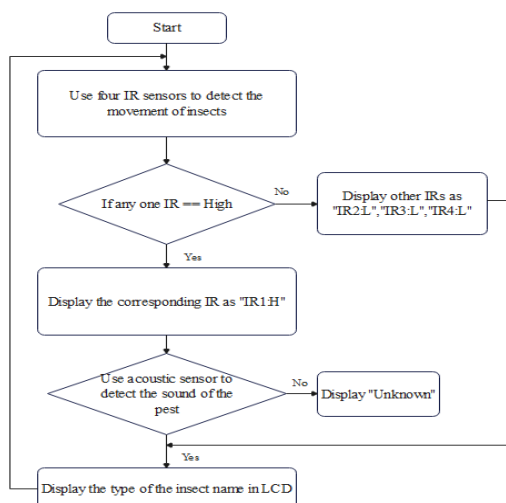 Start
Use four IR sensors to detect the
movement of insects
If any one IR == High
No
Display other IRs as
"IR2:L","IR3:L","IR4:L"
Yes
Display the corresponding IR as "IR1:H"
Use acoustic sensor to
detect the sound of the
pest
No
Display "Unknown"
Yes
Display the type of the insect name in LCD